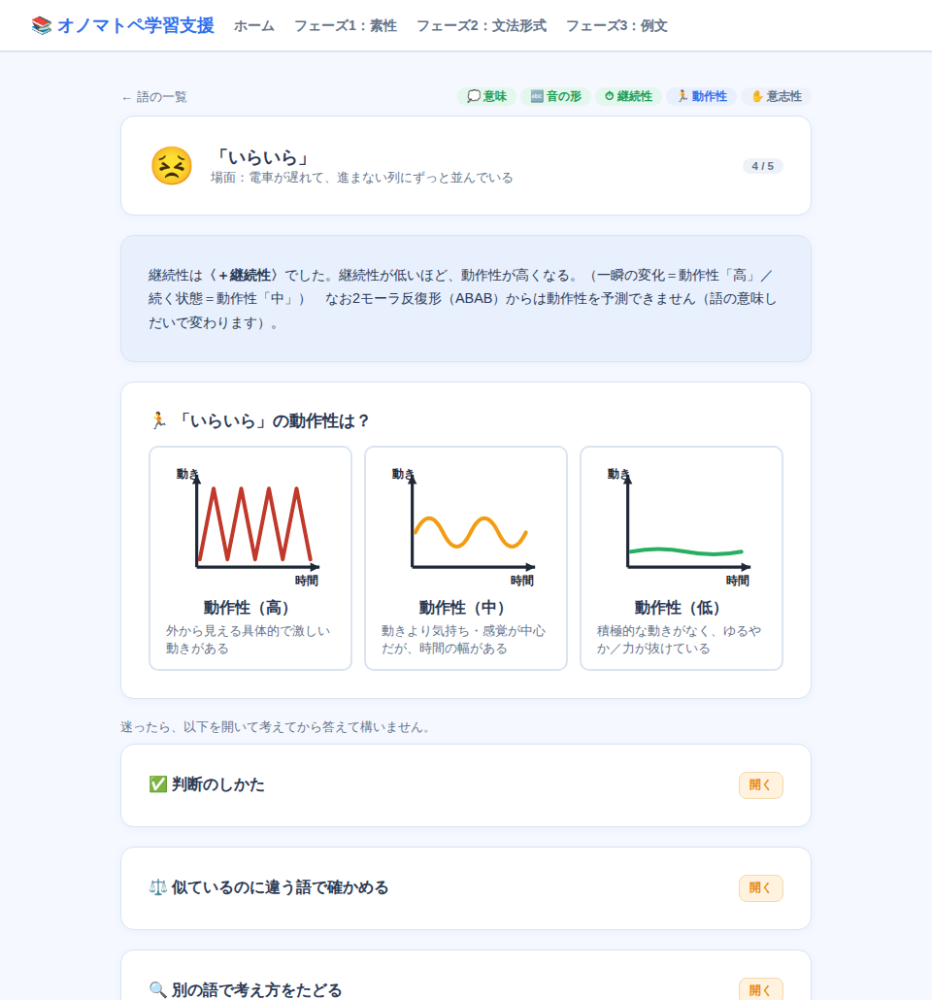 📚 オノマトペ学習支援 ホーム フェーズ1：素性 フェーズ2：文法形式 フェーズ3：例文
← 語の一覧
💭 意味 🔤 音の形 ⏱ 継続性 🏃 動作性 ✋ 意志性
「いらいら」
場面：電車が遅れて、進まない列にずっと並んでいる
4 / 5
継続性は〈＋継続性〉でした。継続性が低いほど、動作性が高くなる。（一瞬の変化＝動作性「高」／
続く状態＝動作性「中」） なお2モーラ反復形（ABAB）からは動作性を予測できません（語の意味し
だいで変わります）。
🏃 「いらいら」の動作性は？
動き
時間
動作性（高）
外から見える具体的で激しい
動きがある
動き
時間
動作性（中）
動きより気持ち・感覚が中心
だが、時間の幅がある
動き
時間
動作性（低）
積極的な動きがなく、ゆるや
か／力が抜けている
迷ったら、以下を開いて考えてから答えて構いません。
✅ 判断のしかた
開く
⚖️ 似ているのに違う語で確かめる
開く
🔍 別の語で考え方をたどる
開く